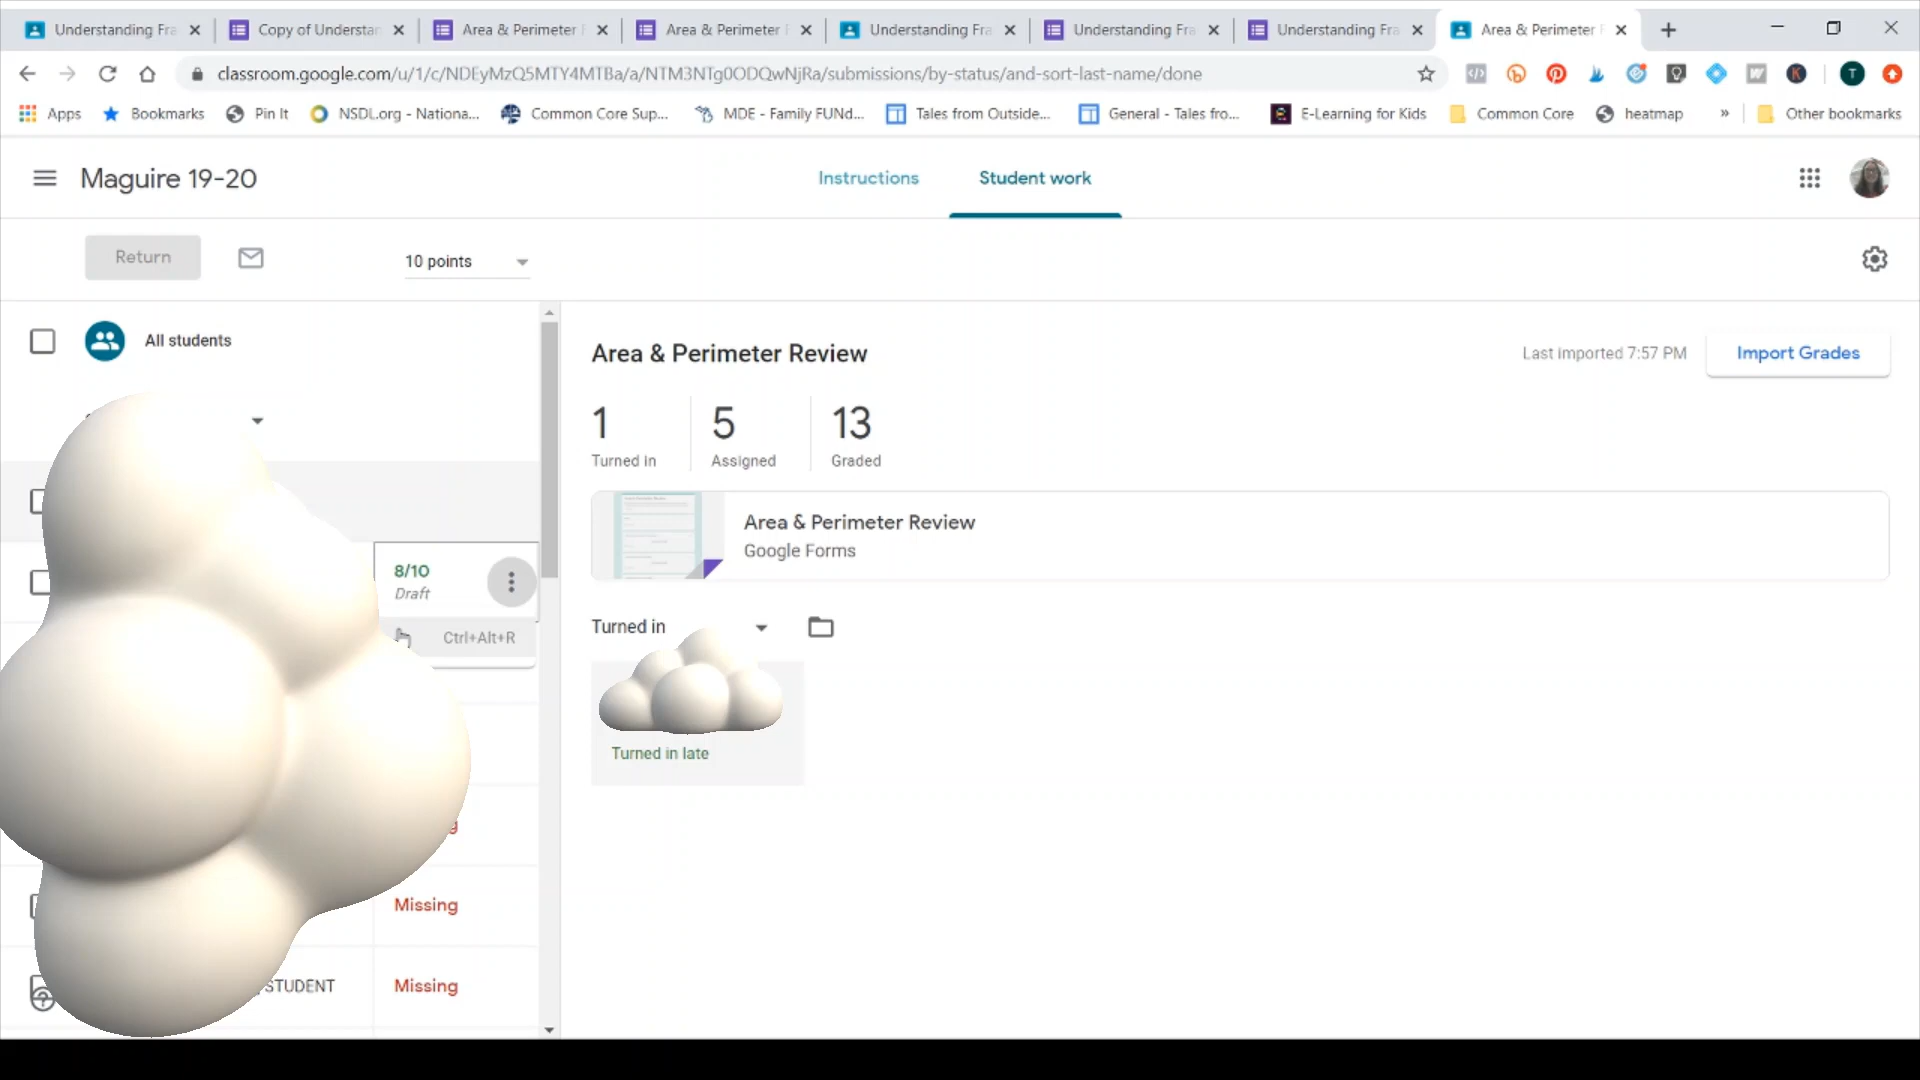 Understanding Fra
Copy of Understan
Area & Perimeter
Area & Perimeter
Understanding Fra
Understanding Fra
Understanding Fra
Area & Perimeter
classroom.google.com/u/1/c/NDEyMzQ5MTY4MTBa/a/NTM3NTg0ODQwNjRa/submissions/by-status/and-sort-last-name/done
T
Apps
Bookmarks
Pin It
NSDL.org - Nationa...
Common Core Sup...
MDE - Family FUNd...
Tales from Outside...
General - Tales fro...
E-Learning for Kids
Common Core
heatmap
»
Other bookmarks
Maguire 19-20
Instructions
Student work
Return
10 points
All students
Area & Perimeter Review
Last imported 7:57 PM
Import Grades
1
Turned in
5
Assigned
13
Graded
Area & Perimeter Review
Google Forms
8/10
Draft
Ctrl+Alt+R
Turned in
Turned in late
Missing
STUDENT
Missing